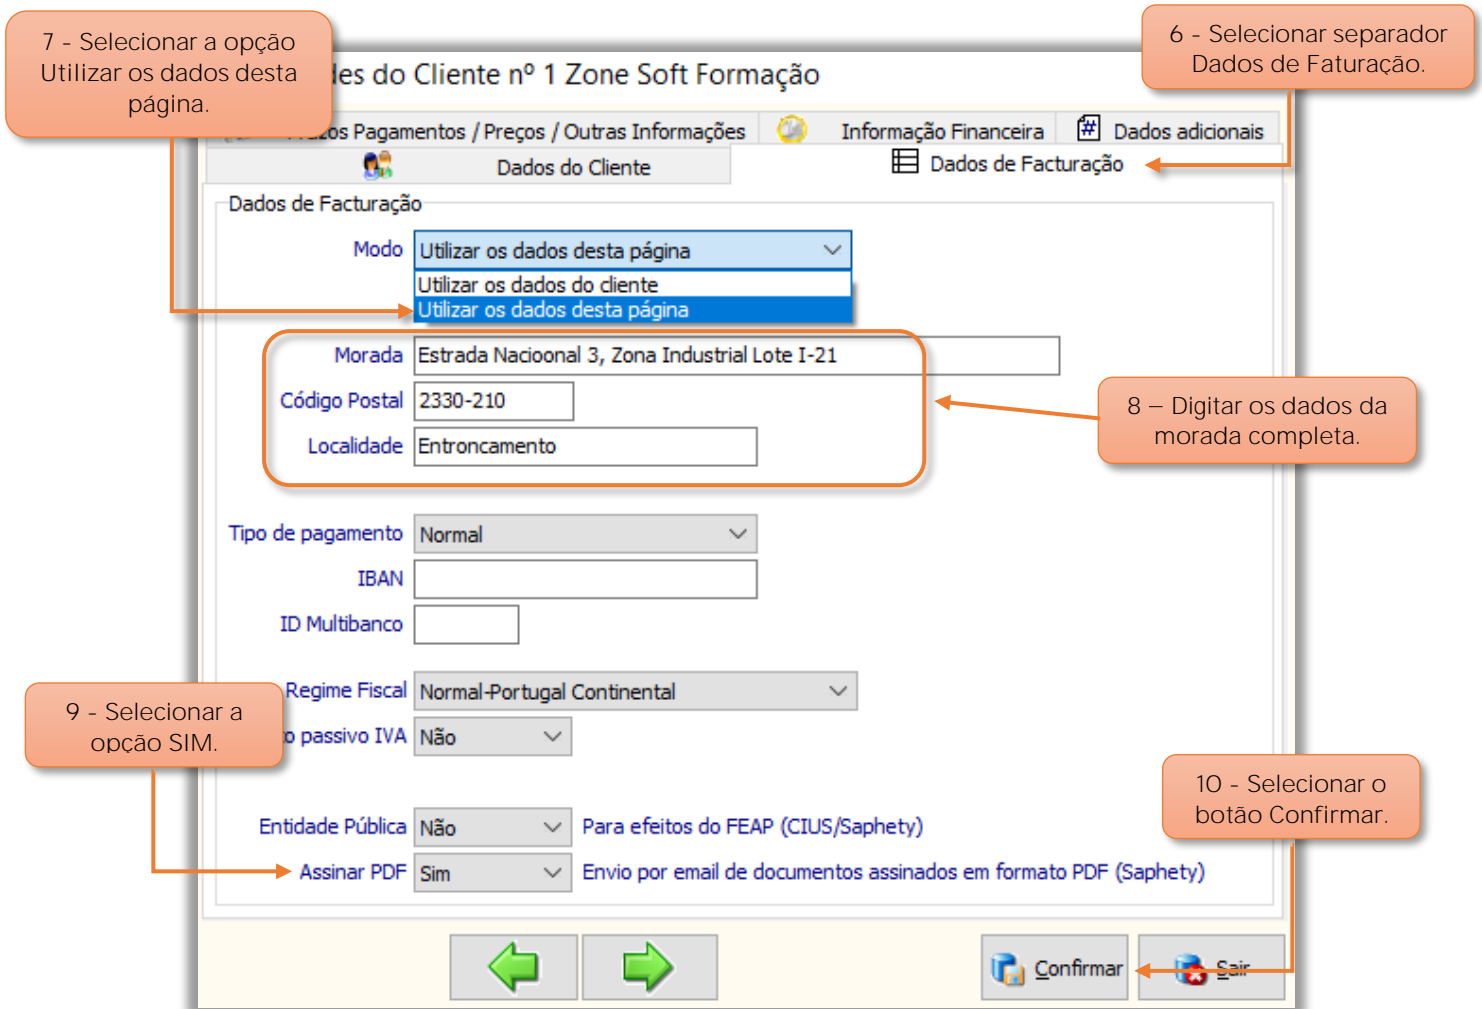 7 - Selecionar a opção
Utilizar os dados desta
página.
6 - Selecionar separador
Dados de Faturação.
des do Cliente nº 1 Zone Soft Formação
Pagamentos / Preços / Outras Informações
Informação Financeira
Dados adicionais
Dados do Cliente
Dados de Facturação
Dados de Facturação
Modo Utilizar os dados desta página
Utilizar os dados do cliente
Utilizar os dados desta página
Morada Estrada Nacioonal 3, Zona Industrial Lote I-21
Código Postal 2330-210
Localidade Entroncamento
8 – Digitar os dados da
morada completa.
Tipo de pagamento Normal
IBAN
ID Multibanco
Regime Fiscal Normal-Portugal Continental
9 - Selecionar a
opção SIM.
o passivo IVA Não
10 - Selecionar o
botão Confirmar.
Entidade Pública Não Para efeitos do FEAP (CIUS/Saphety)
Assinar PDF Sim Envio por email de documentos assinados em formato PDF (Saphety)
Confirmar
Sair